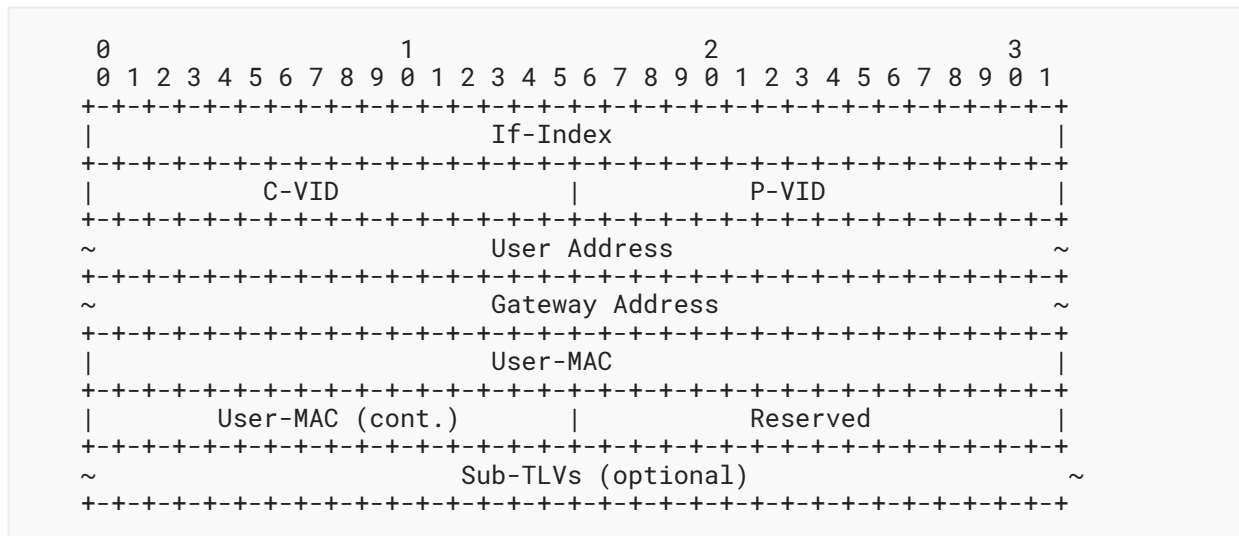 0                   1                   2                   3
 0 1 2 3 4 5 6 7 8 9 0 1 2 3 4 5 6 7 8 9 0 1 2 3 4 5 6 7 8 9 0 1
+-+-+-+-+-+-+-+-+-+-+-+-+-+-+-+-+-+-+-+-+-+-+-+-+-+-+-+-+-+-+-+-+
|                          If-Index                             |
+-+-+-+-+-+-+-+-+-+-+-+-+-+-+-+-+-+-+-+-+-+-+-+-+-+-+-+-+-+-+-+-+
|           C-VID               |           P-VID               |
+-+-+-+-+-+-+-+-+-+-+-+-+-+-+-+-+-+-+-+-+-+-+-+-+-+-+-+-+-+-+-+-+
~                          User Address                         ~
+-+-+-+-+-+-+-+-+-+-+-+-+-+-+-+-+-+-+-+-+-+-+-+-+-+-+-+-+-+-+-+-+
~                          Gateway Address                      ~
+-+-+-+-+-+-+-+-+-+-+-+-+-+-+-+-+-+-+-+-+-+-+-+-+-+-+-+-+-+-+-+-+
|                          User-MAC                             |
+-+-+-+-+-+-+-+-+-+-+-+-+-+-+-+-+-+-+-+-+-+-+-+-+-+-+-+-+-+-+-+-+
|        User-MAC (cont.)       |           Reserved            |
+-+-+-+-+-+-+-+-+-+-+-+-+-+-+-+-+-+-+-+-+-+-+-+-+-+-+-+-+-+-+-+-+
~                        Sub-TLVs (optional)                     ~
+-+-+-+-+-+-+-+-+-+-+-+-+-+-+-+-+-+-+-+-+-+-+-+-+-+-+-+-+-+-+-+-+